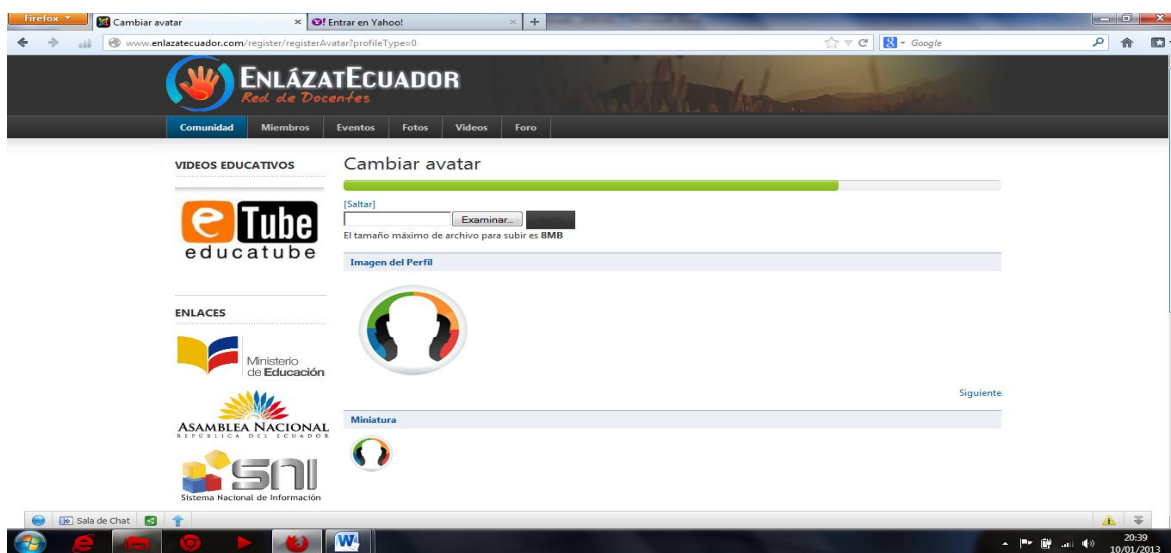 Firefox
Cambiar avatar
Entrar en Yahoo!
www.enlazatecuador.com/register/registerAvatar?profileType=0
Google
ENLÁZATECUADOR
Red de Docentes
Comunidad Miembros Eventos Fotos Videos Foro
VIDEOS EDUCATIVOS
Cambiar avatar
[Saltar]
Examinar...
El tamaño máximo de archivo para subir es 8MB
e Tube
educatube
Imagen del Perfil
ENLACES
Ministerio
de Educación
Siguiente
ASAMBLEA NACIONAL
REPÚBLICA DEL ECUADOR
Miniatura
SNI
Sistema Nacional de Información
Sala de Chat
20:39
10/01/2013